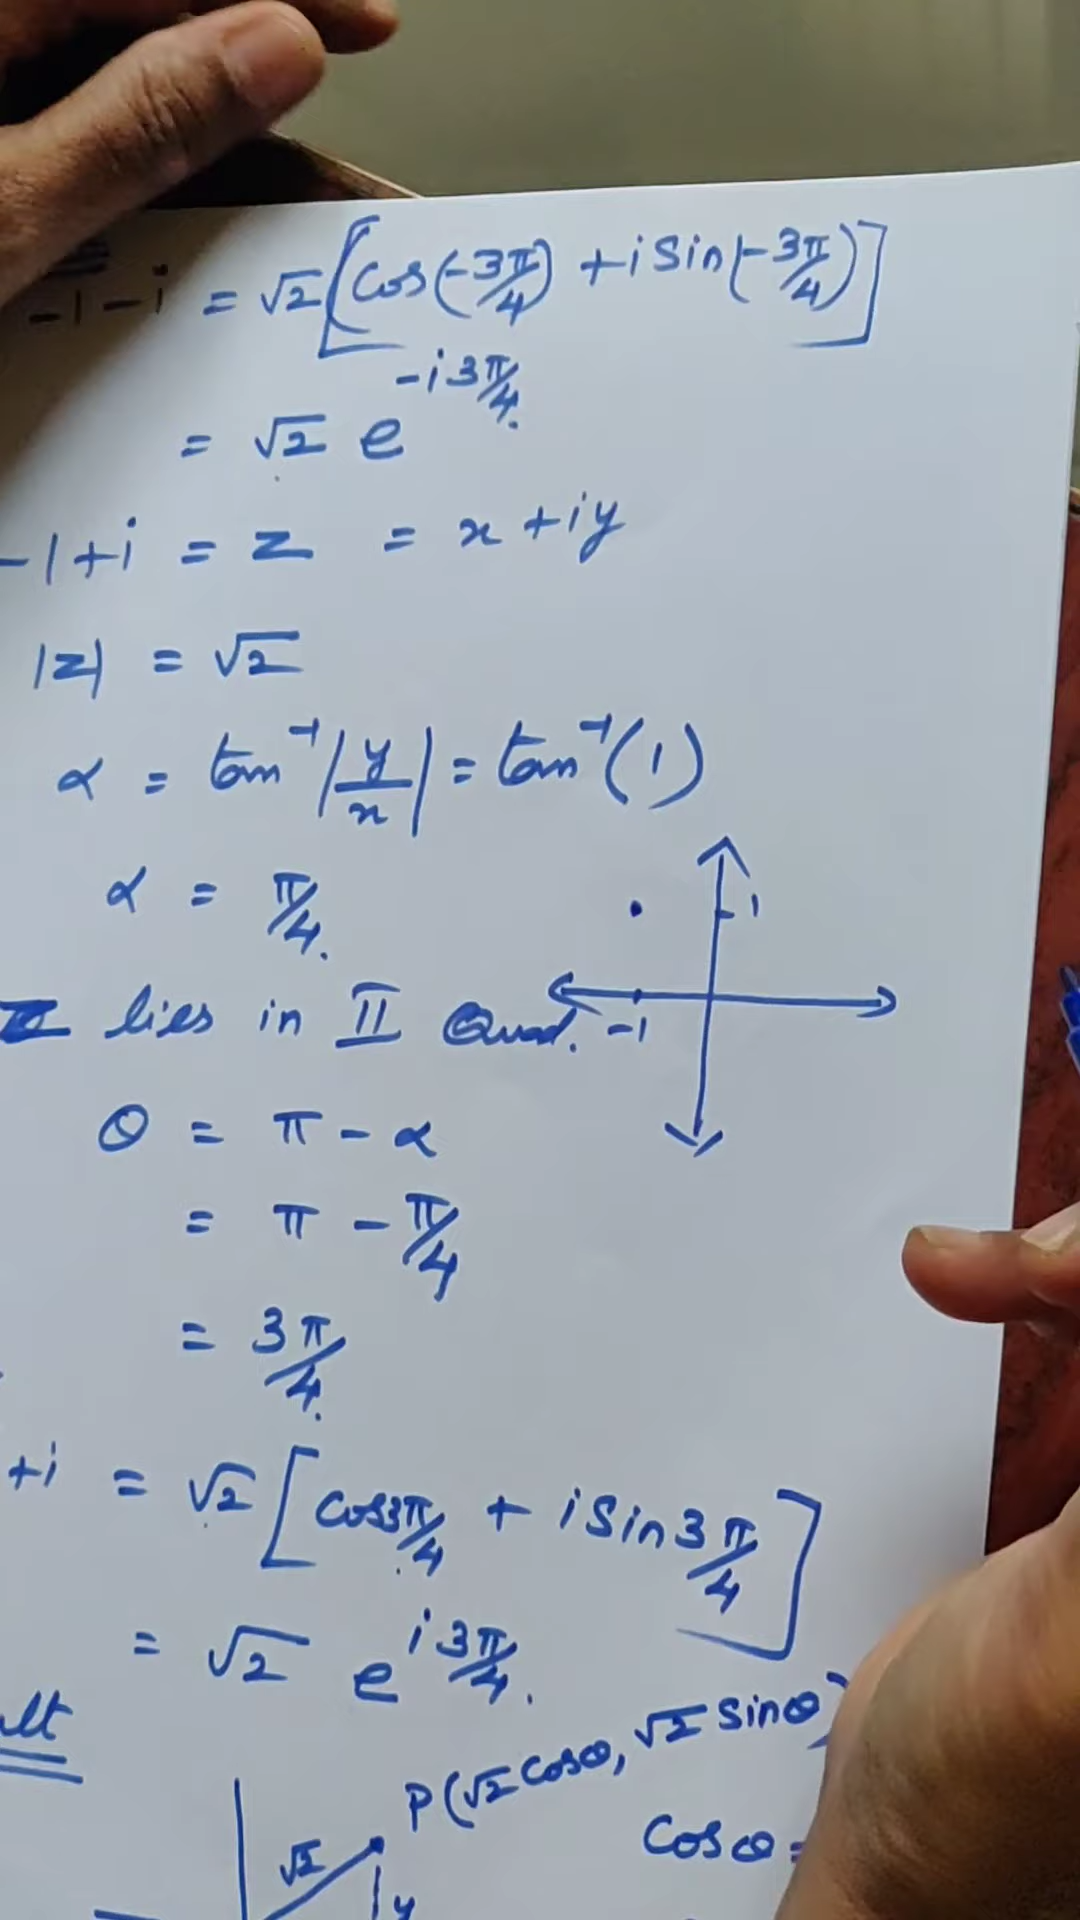 -1-i = √2 [cos(-3π/4) + i sin(-3π/4)]
= √2 e^{-i3π/4}.
-1+i = z = x+iy
|z| = √2
α = tan⁻¹|y/x| = tan⁻¹(1)
α = π/4.
1
z lies in II Quad.
-1
θ = π - α
= π - π/4
= 3π/4.
+i = √2 [cos3π/4 + i sin3π/4]
= √2 e^{i3π/4}.
P(√2 cosθ, √2 sinθ)
cosθ =
√2
y